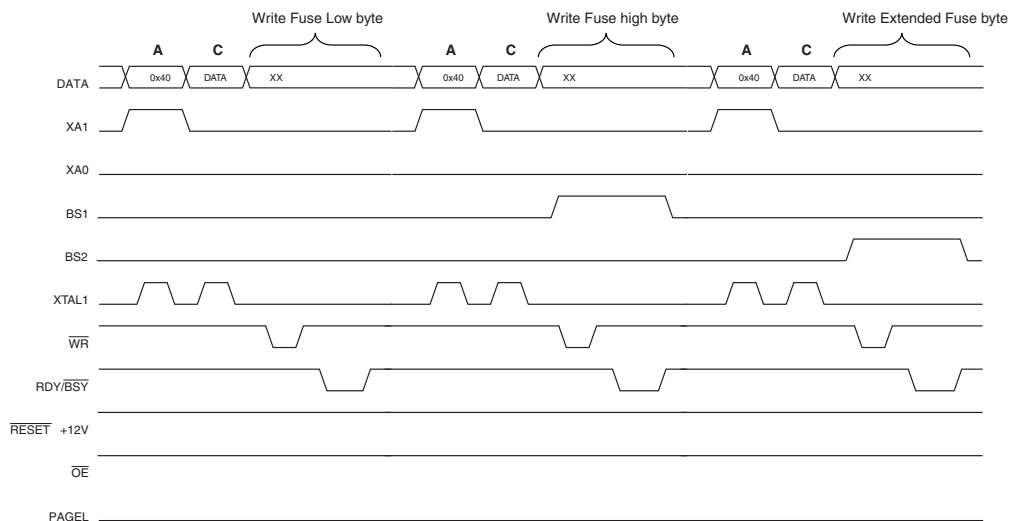 Write Fuse Low byte Write Fuse high byte Write Extended Fuse byte
A C A C A C
DATA 0x40 DATA XX 0x40 DATA XX 0x40 DATA XX
XA1
XA0
BS1
BS2
XTAL1
WR
RDY/BSY
RESET +12V
OE
PAGEL